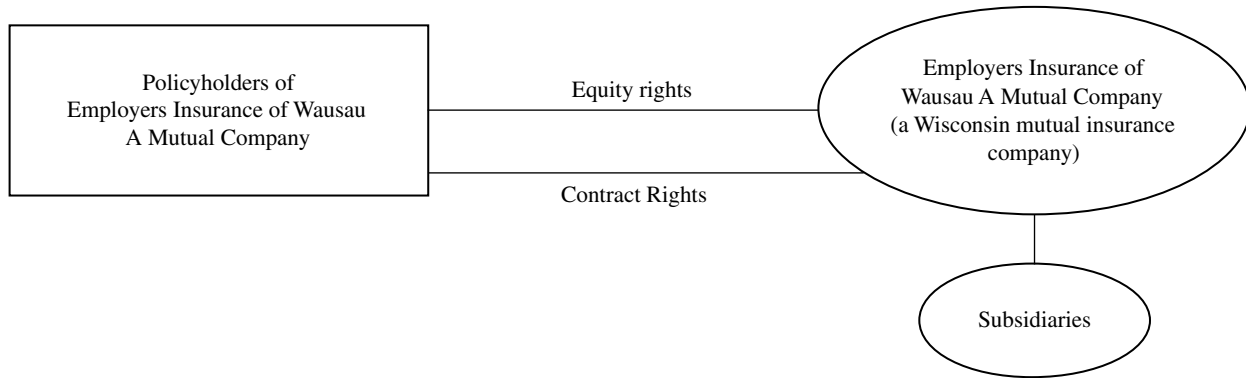 Policyholders of
Employers Insurance of Wausau
A Mutual Company
Equity rights
Contract Rights
Employers Insurance of
Wausau A Mutual Company
(a Wisconsin mutual insurance
company)
Subsidiaries